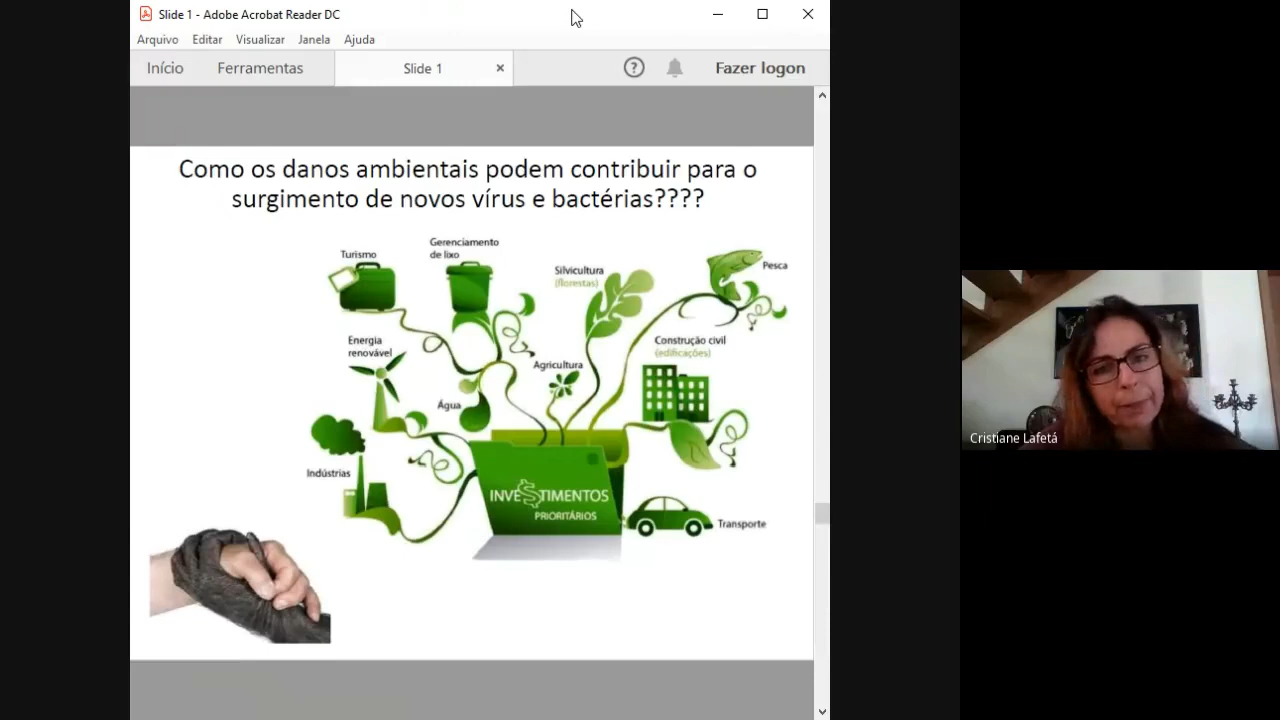 Slide 1 - Adobe Acrobat Reader DC
Arquivo Editar Visualizar Janela Ajuda
Início Ferramentas Slide 1 Fazer logon
Como os danos ambientais podem contribuir para o
surgimento de novos vírus e bactérias????
Turismo
Gerenciamento
de lixo
Silvicultura
(florestas)
Pesca
Energia
renovável
Agricultura
Construção civil
(edificações)
Água
Indústrias
INVE$TIMENTOS
PRIORITÁRIOS
Transporte
Cristiane Lafetá